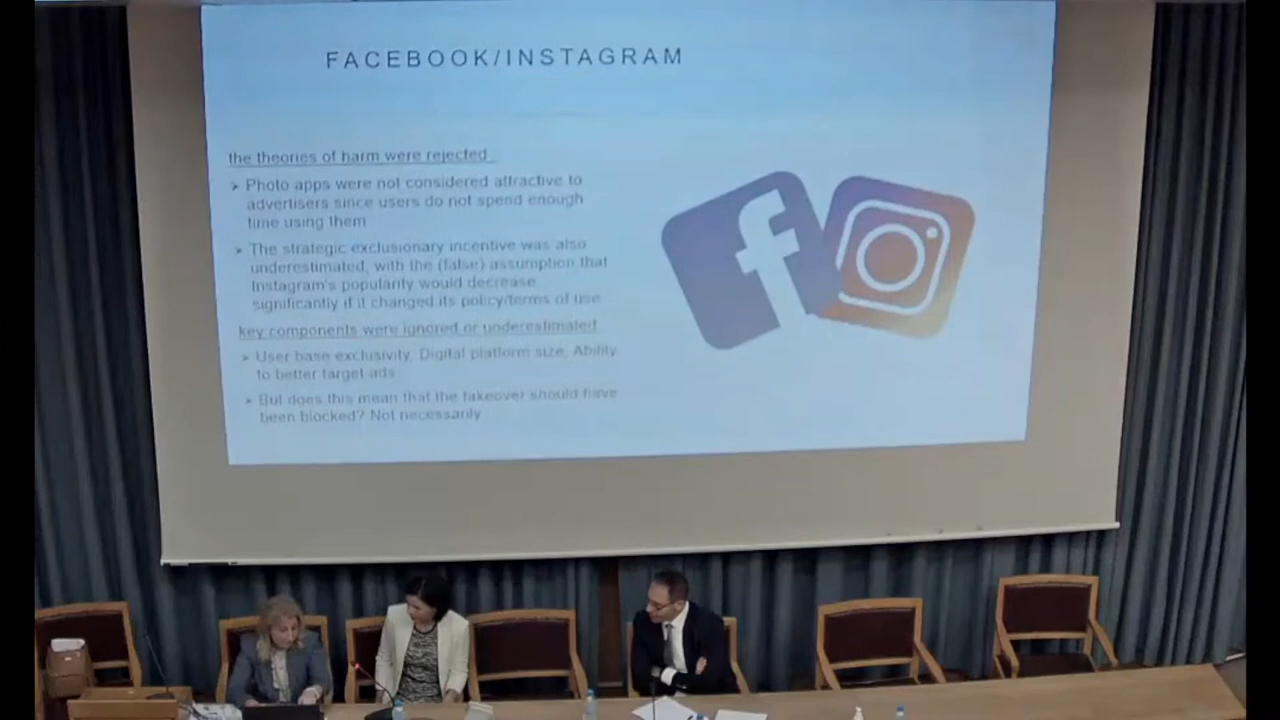 FACEBOOK/INSTAGRAM
the theories of harm were rejected
➢ Photo apps were not considered attractive to
advertisers since users do not spend enough
time using them
➢ The strategic exclusionary incentive was also
underestimated, with the (false) assumption that
Instagram's popularity would decrease
significantly if it changed its policy/terms of use
key components were ignored or underestimated
➢ User base exclusivity, Digital platform size, Ability
to better target ads
➢ But does this mean that the takeover should have
been blocked? Not necessarily